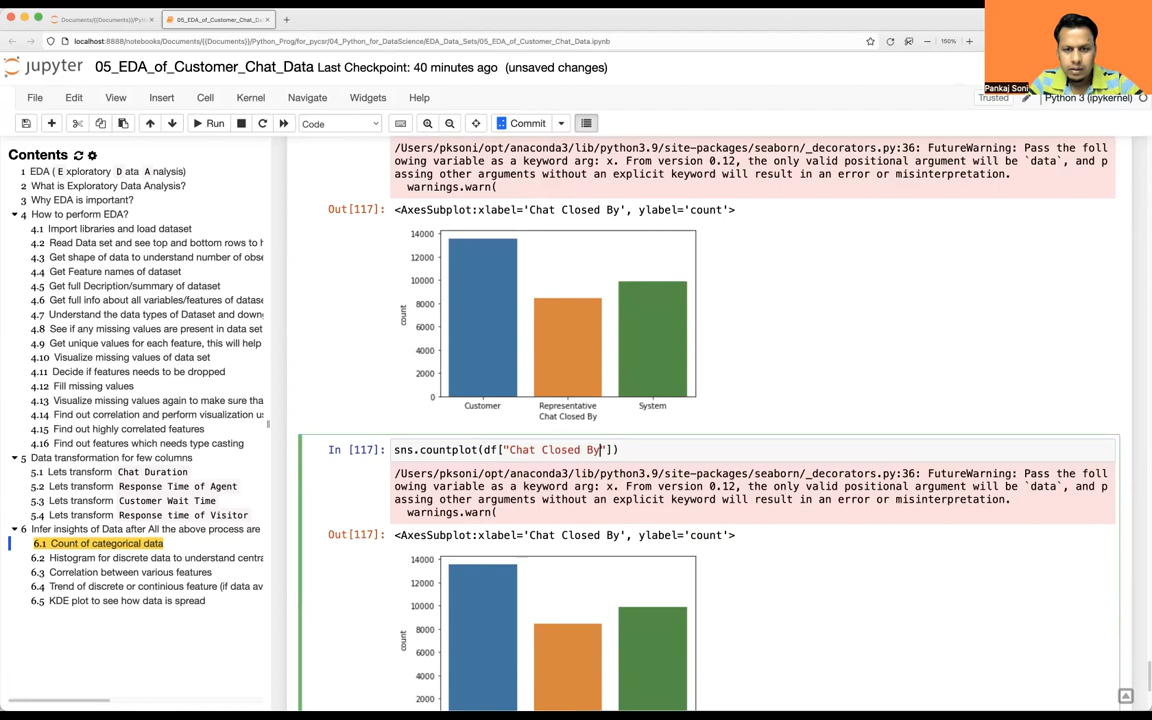 Documents/{{Documents}}/Pyth
05_EDA_of_Customer_Chat_Da
localhost:8888/notebooks/Documents/{{Documents}}/Python_Prog/for_pycsr/04_Python_for_DataScience/EDA_Data_Sets/05_EDA_of_Customer_Chat_Data.ipynb
150%
jupyter 05_EDA_of_Customer_Chat_Data Last Checkpoint: 40 minutes ago (unsaved changes)
Pankaj Soni
File Edit View Insert Cell Kernel Navigate Widgets Help
Trusted Python 3 (ipykernel)
Run Code Commit
Contents
1 EDA ( E xploratory D ata A nalysis)
2 What is Exploratory Data Analysis?
3 Why EDA is important?
4 How to perform EDA?
4.1 Import libraries and load dataset
4.2 Read Data set and see top and bottom rows to h
4.3 Get shape of data to understand number of obse
4.4 Get Feature names of dataset
4.5 Get full Decription/summary of dataset
4.6 Get full info about all variables/features of datase
4.7 Understand the data types of Dataset and down
4.8 See if any missing values are present in data set
4.9 Get unique values for each feature, this will help
4.10 Visualize missing values of data set
4.11 Decide if features needs to be dropped
4.12 Fill missing values
4.13 Visualize missing values again to make sure tha
4.14 Find out correlation and perform visualization u
4.15 Find out highly correlated features
4.16 Find out features which needs type casting
5 Data transformation for few columns
5.1 Lets transform Chat Duration
5.2 Lets transform Response Time of Agent
5.3 Lets transform Customer Wait Time
5.4 Lets transform Response time of Visitor
6 Infer insights of Data after All the above process are
6.1 Count of categorical data
6.2 Histogram for discrete data to understand centra
6.3 Correlation between various features
6.4 Trend of discrete or continious feature (if data av
6.5 KDE plot to see how data is spread
/Users/pksoni/opt/anaconda3/lib/python3.9/site-packages/seaborn/_decorators.py:36: FutureWarning: Pass the foll
owing variable as a keyword arg: x. From version 0.12, the only valid positional argument will be `data`, and p
assing other arguments without an explicit keyword will result in an error or misinterpretation.
warnings.warn(
Out[117]: <AxesSubplot:xlabel='Chat Closed By', ylabel='count'>
14000
12000
10000
8000
6000
4000
2000
0
count
Customer Representative System
Chat Closed By
In [117]: sns.countplot(df["Chat Closed By"])
/Users/pksoni/opt/anaconda3/lib/python3.9/site-packages/seaborn/_decorators.py:36: FutureWarning: Pass the foll
owing variable as a keyword arg: x. From version 0.12, the only valid positional argument will be `data`, and p
assing other arguments without an explicit keyword will result in an error or misinterpretation.
warnings.warn(
Out[117]: <AxesSubplot:xlabel='Chat Closed By', ylabel='count'>
14000
12000
10000
8000
6000
4000
2000
count